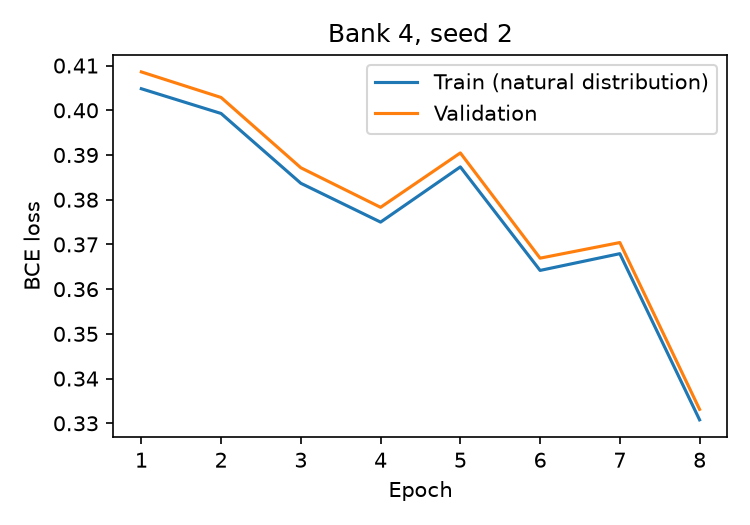 Bank 4, seed 2
Train (natural distribution)
Validation
BCE loss
0.41
0.40
0.39
0.38
0.37
0.36
0.35
0.34
0.33
1 2 3 4 5 6 7 8
Epoch